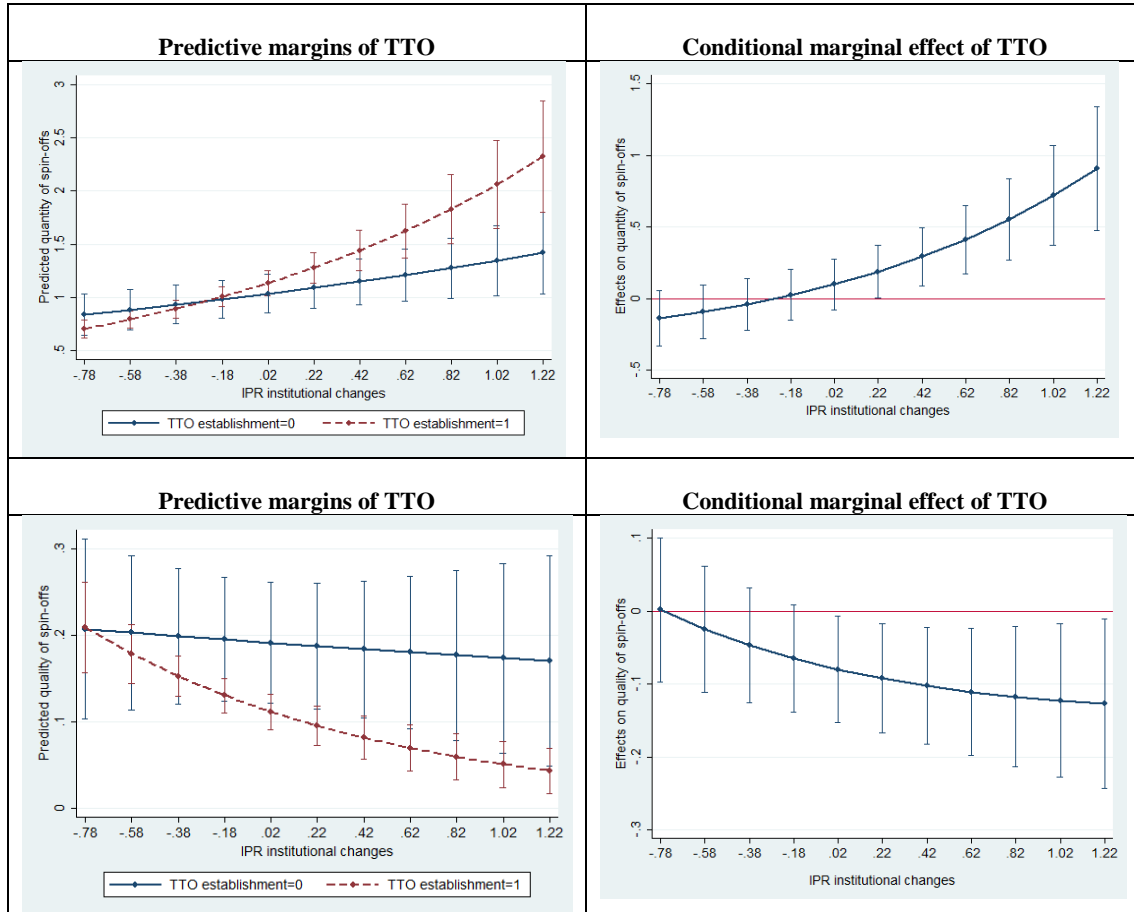 Predictive margins of TTO
Predicted quantity of spin-offs
3
2.5
2
1.5
1
.5
-.78 -.58 -.38 -.18 .02 .22 .42 .62 .82 1.02 1.22
IPR institutional changes
TTO establishment=0 TTO establishment=1
Conditional marginal effect of TTO
Effects on quantity of spin-offs
1.5
1
.5
0
-.5
-.78 -.58 -.38 -.18 .02 .22 .42 .62 .82 1.02 1.22
IPR institutional changes
Predictive margins of TTO
Predicted quality of spin-offs
.3
.2
.1
0
-.78 -.58 -.38 -.18 .02 .22 .42 .62 .82 1.02 1.22
IPR institutional changes
TTO establishment=0 TTO establishment=1
Conditional marginal effect of TTO
Effects on quality of spin-offs
.1
0
-.1
-.2
-.3
-.78 -.58 -.38 -.18 .02 .22 .42 .62 .82 1.02 1.22
IPR institutional changes